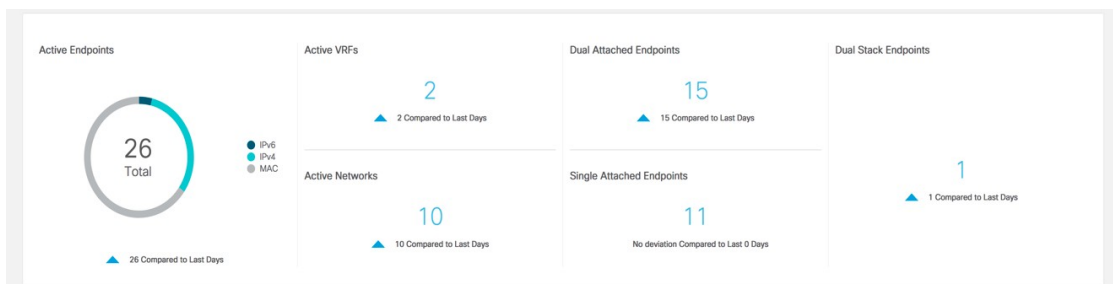 Active Endpoints
26
Total
IPv6
IPv4
MAC
26 Compared to Last Days
Active VRFs
2
2 Compared to Last Days
Active Networks
10
10 Compared to Last Days
Dual Attached Endpoints
15
15 Compared to Last Days
Single Attached Endpoints
11
No deviation Compared to Last 0 Days
Dual Stack Endpoints
1
1 Compared to Last Days